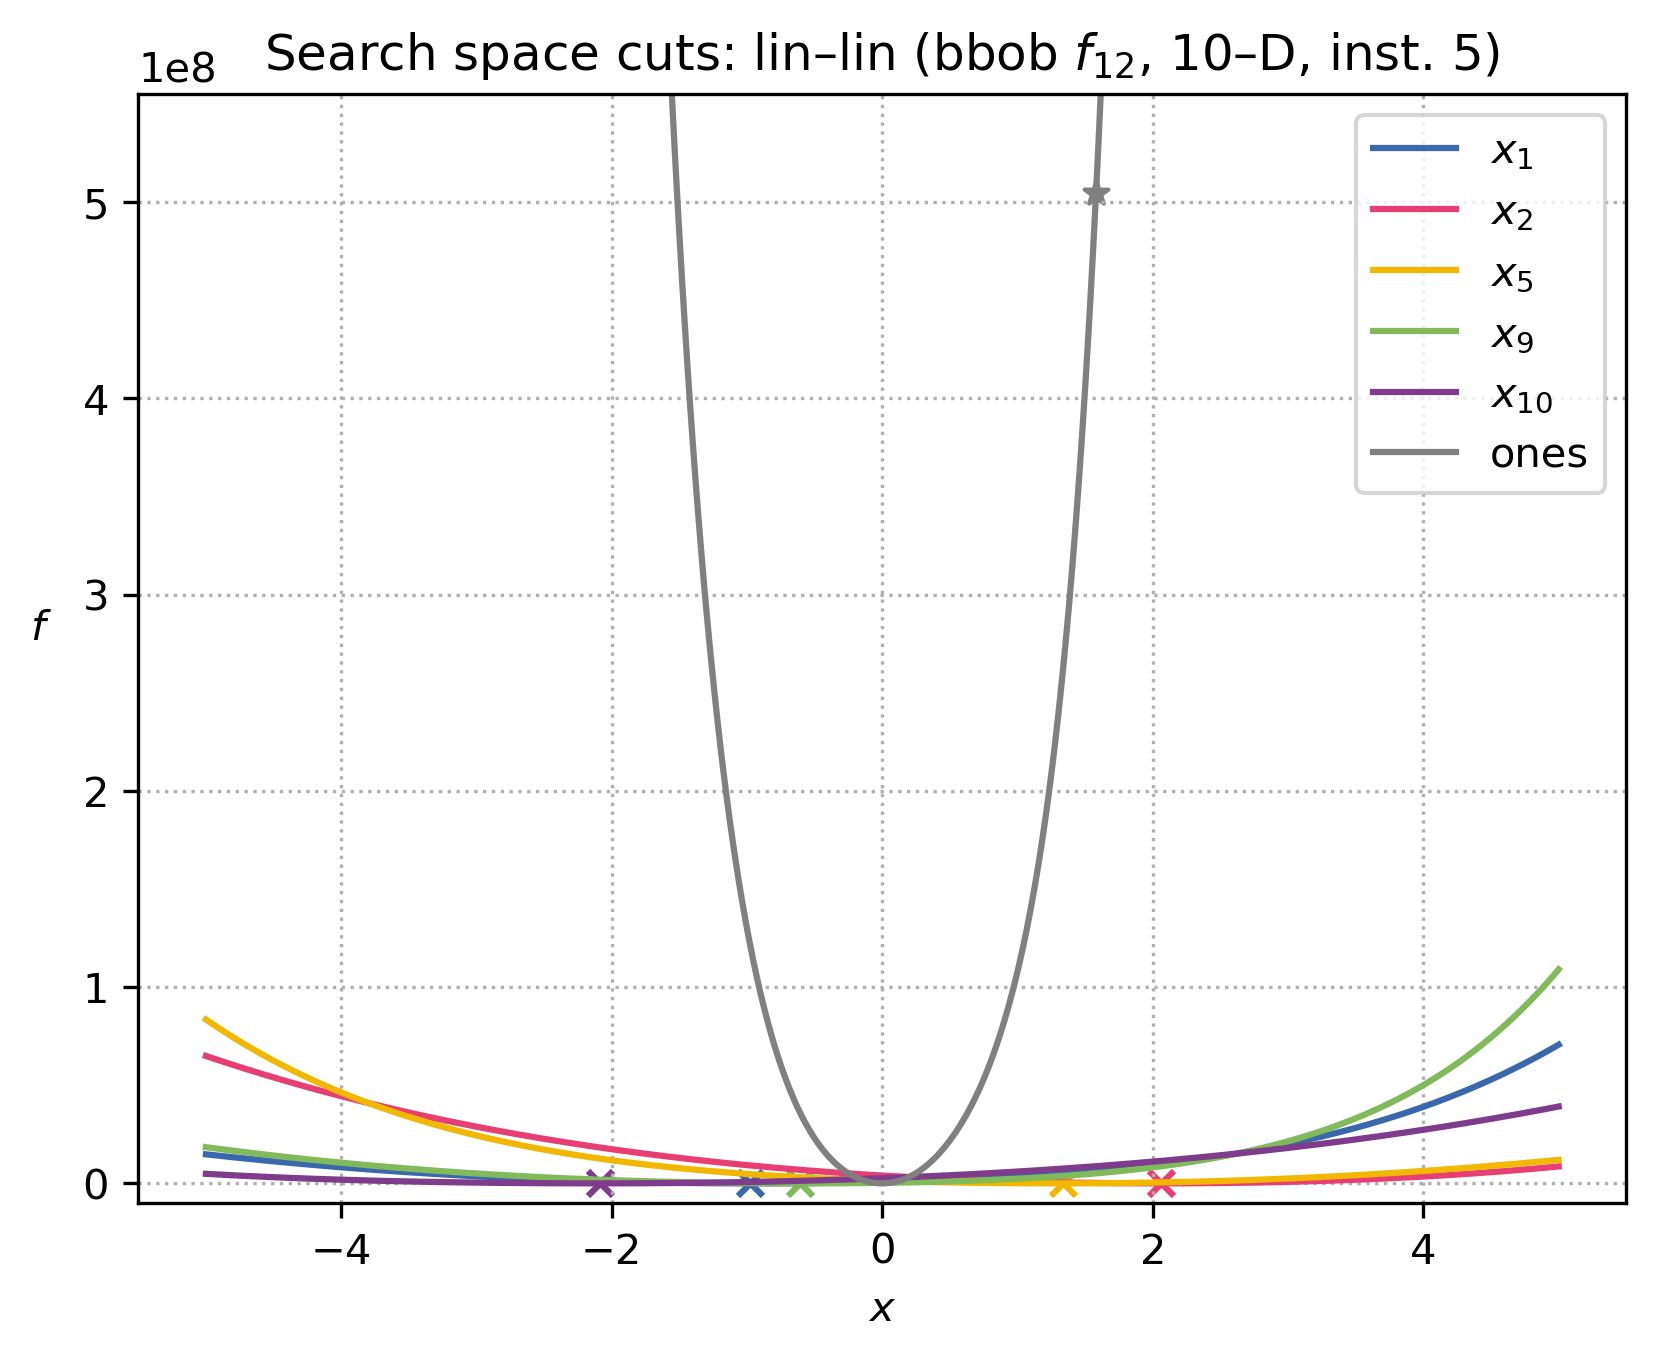 Search space cuts: lin–lin (bbob f₁₂, 10–D, inst. 5)
1e8
5
4
3
2
1
0
f
−4
−2
0
2
4
x
x₁
x₂
x₅
x₉
x₁₀
ones